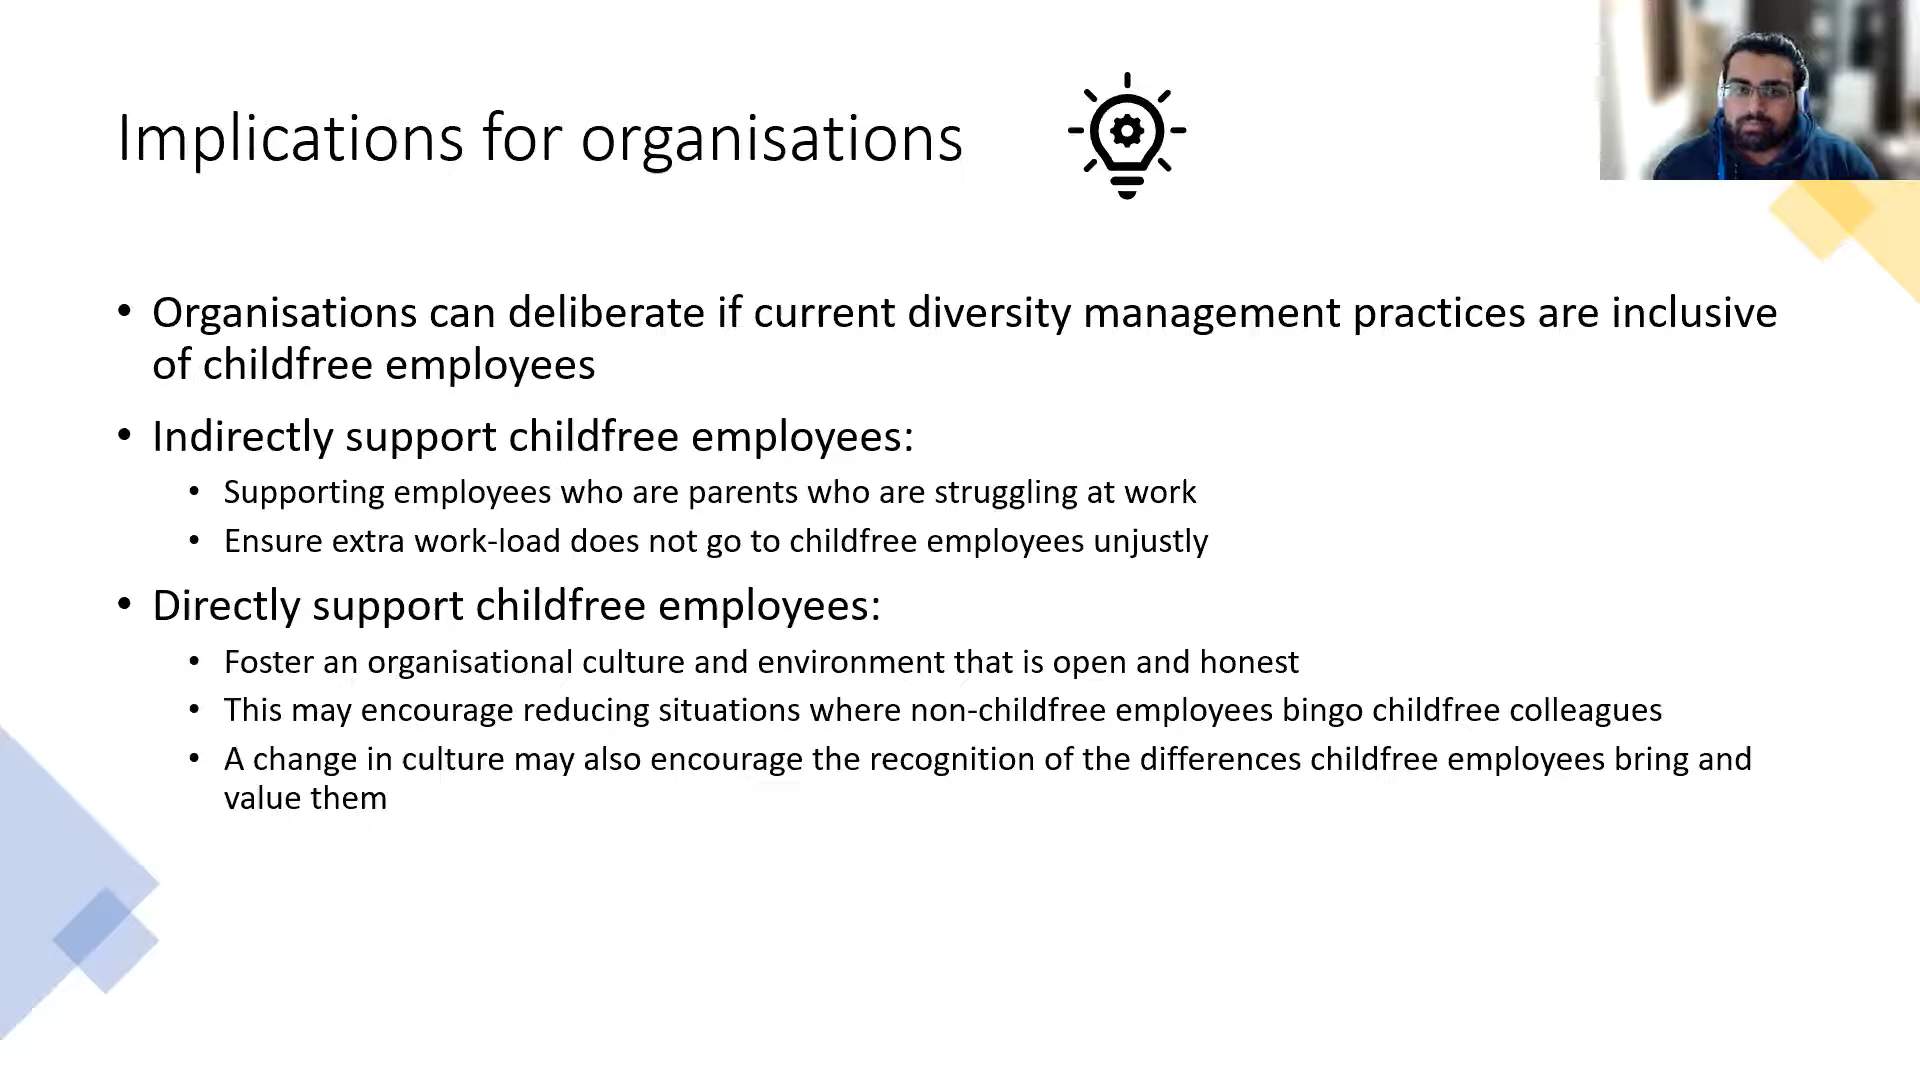 Implications for organisations
• Organisations can deliberate if current diversity management practices are inclusive
of childfree employees
• Indirectly support childfree employees:
• Supporting employees who are parents who are struggling at work
• Ensure extra work-load does not go to childfree employees unjustly
• Directly support childfree employees:
• Foster an organisational culture and environment that is open and honest
• This may encourage reducing situations where non-childfree employees bingo childfree colleagues
• A change in culture may also encourage the recognition of the differences childfree employees bring and
value them